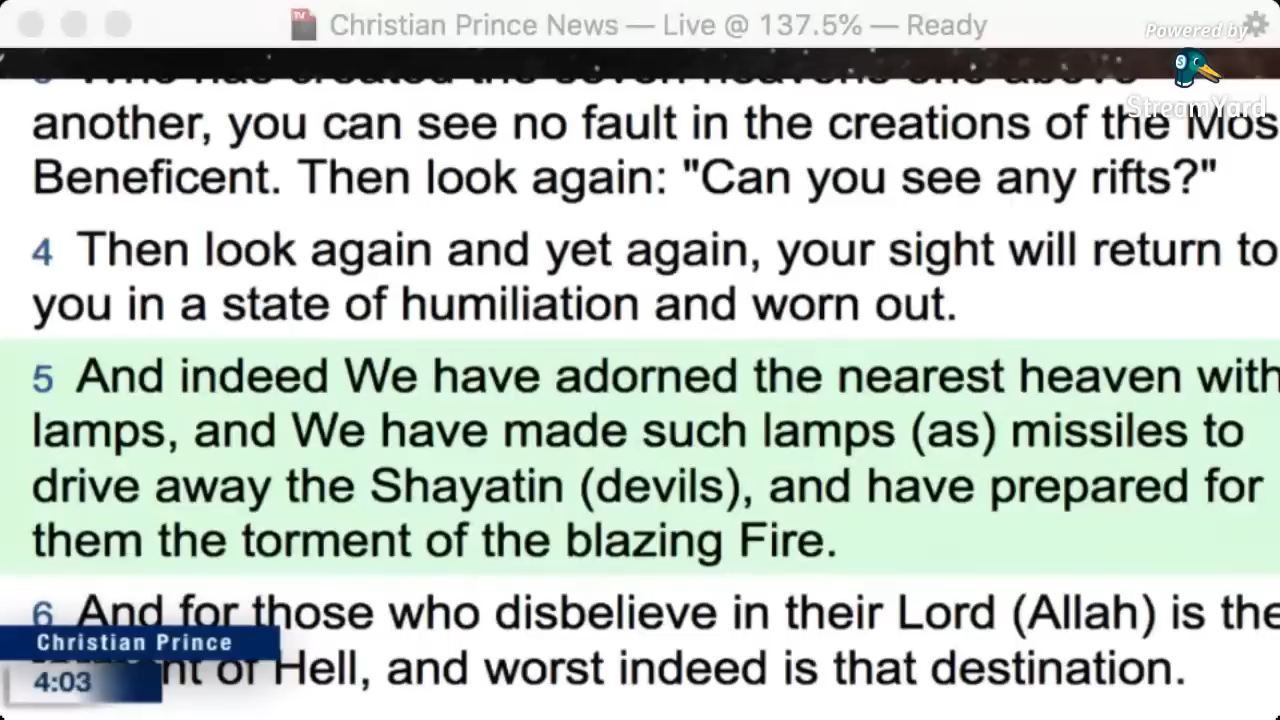 Christian Prince News — Live @ 137.5% — Ready
Powered by
StreamYard
another, you can see no fault in the creations of the Mos
Beneficent. Then look again: "Can you see any rifts?"
4 Then look again and yet again, your sight will return to
you in a state of humiliation and worn out.
5 And indeed We have adorned the nearest heaven with
lamps, and We have made such lamps (as) missiles to
drive away the Shayatin (devils), and have prepared for
them the torment of the blazing Fire.
6 And for those who disbelieve in their Lord (Allah) is the
Christian Prince
nt of Hell, and worst indeed is that destination.
4:03